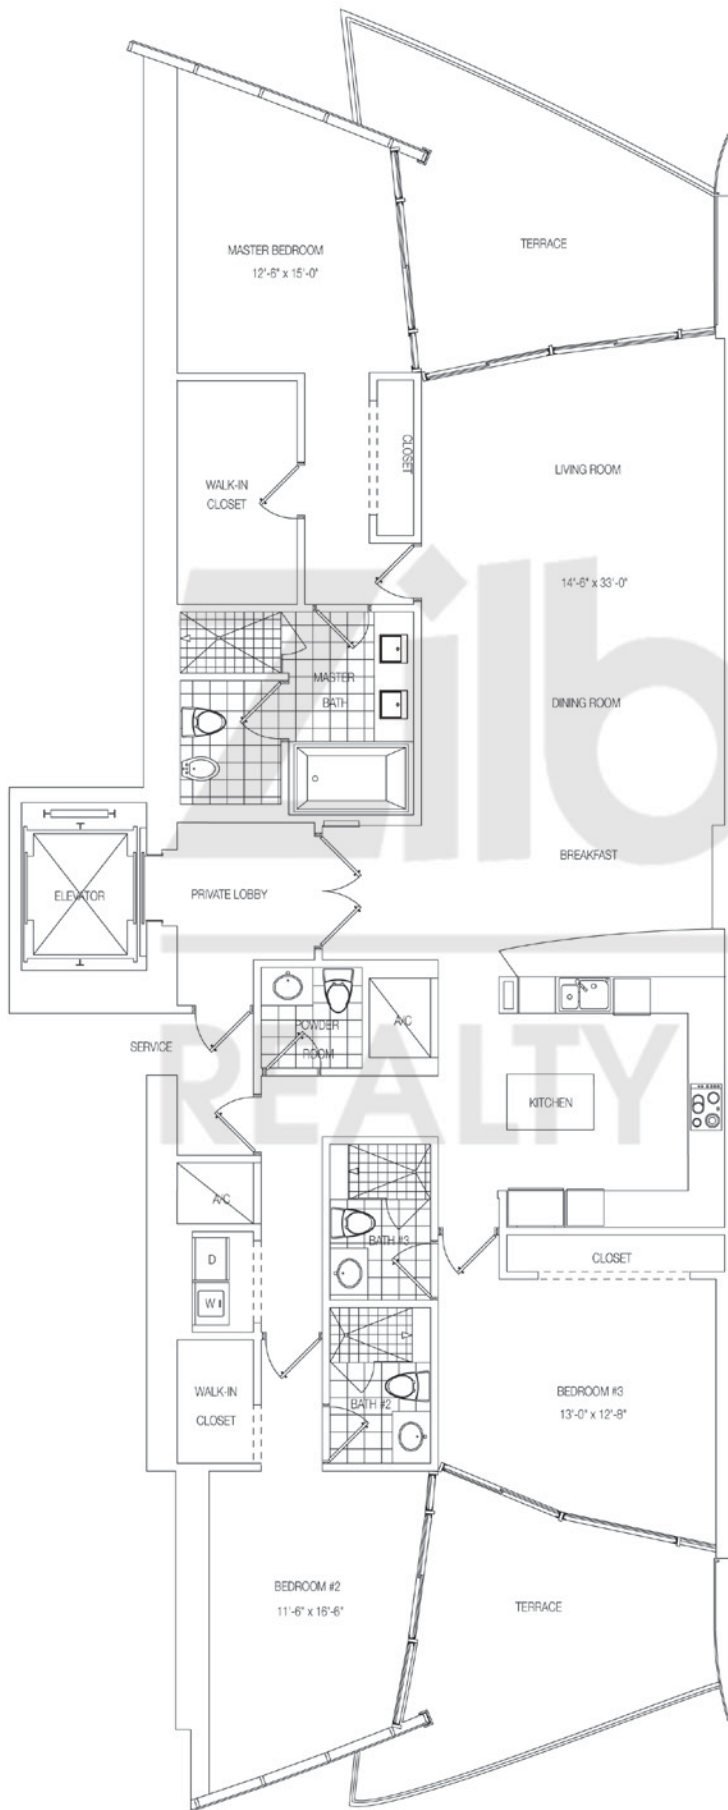 TERRACE
MASTER BEDROOM
12'-6" x 15'-0"
CLOSET
LIVING ROOM
WALK-IN
CLOSET
14'-6" x 33'-0"
MASTER
BATH
DINING ROOM
BREAKFAST
ELEVATOR
PRIVATE LOBBY
Zilb
REALTY
A/C
POWDER
ROOM
SERVICE
KITCHEN
A/C
BATH #3
D
CLOSET
W
WALK-IN
CLOSET
BATH #2
BEDROOM #3
13'-0" x 12'-8"
BEDROOM #2
11'-6" x 16'-6"
TERRACE